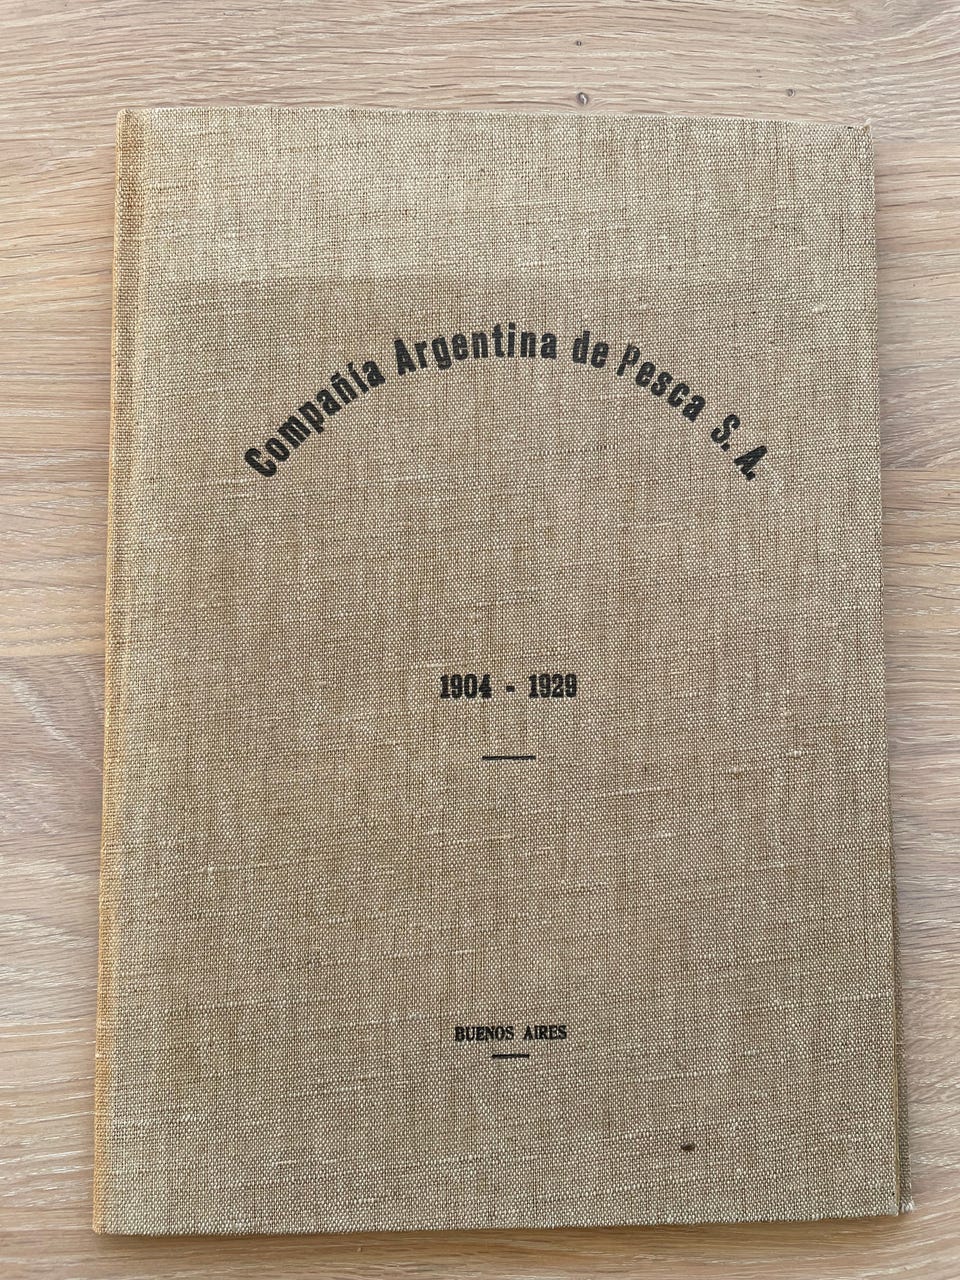 Compañía Argentina de Pesca S. A.
1904 - 1929
BUENOS AIRES